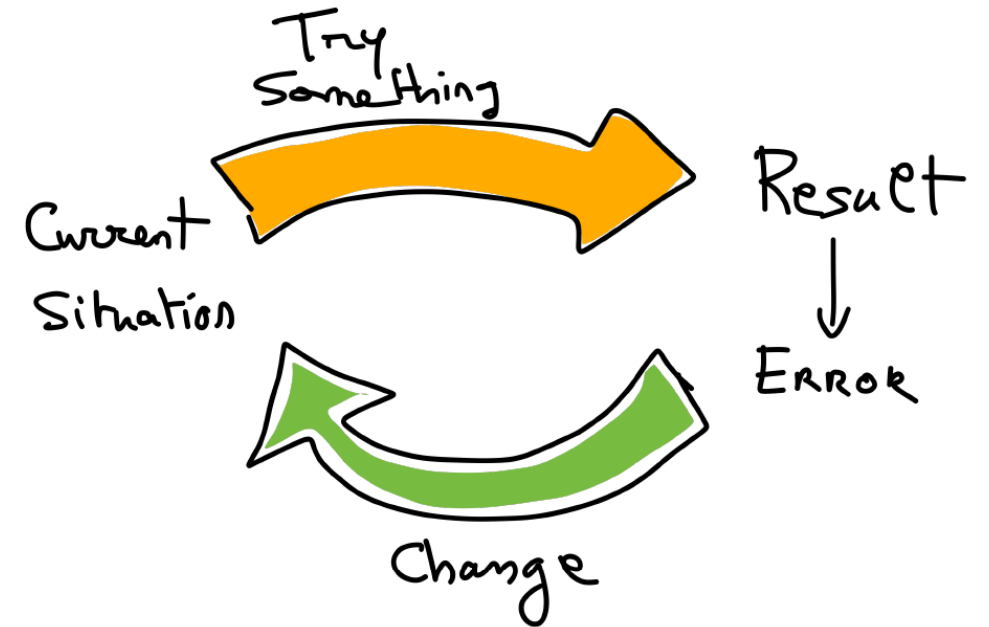 Try
Something
Current
Situation
Result
ERROR
Change